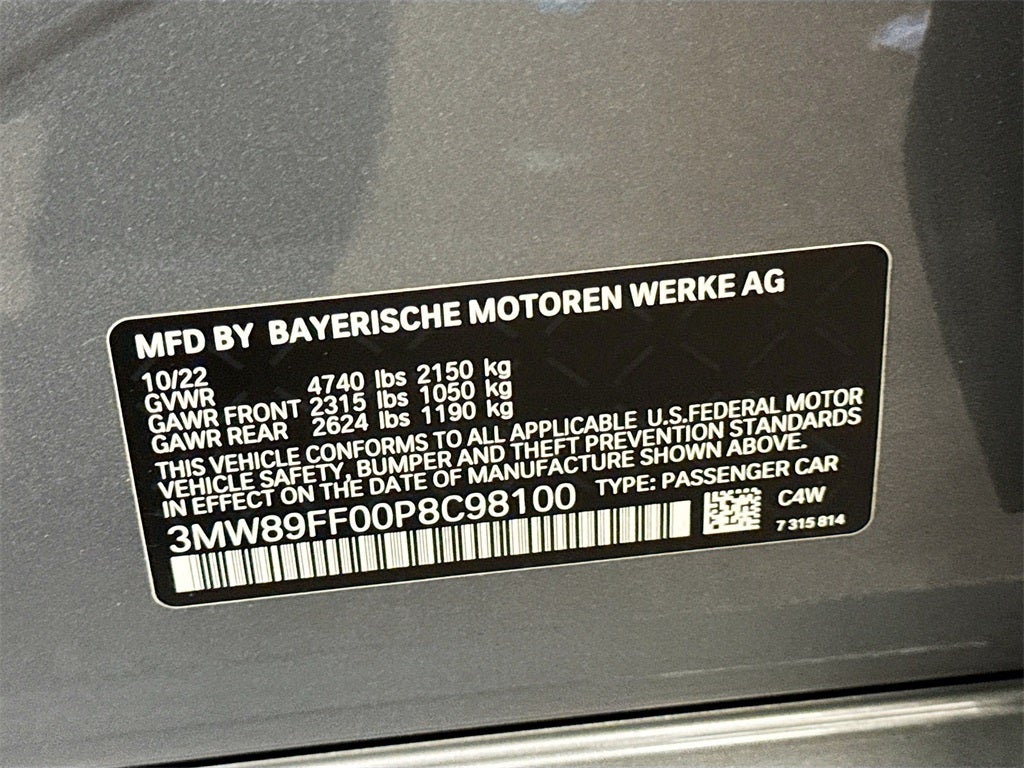 MFD BY BAYERISCHE MOTOREN WERKE AG
10/22
GVWR 4740 lbs 2150 kg
GAWR FRONT 2315 lbs 1050 kg
GAWR REAR 2624 lbs 1190 kg
THIS VEHICLE CONFORMS TO ALL APPLICABLE U.S.FEDERAL MOTOR
VEHICLE SAFETY, BUMPER AND THEFT PREVENTION STANDARDS
IN EFFECT ON THE DATE OF MANUFACTURE SHOWN ABOVE.
3MW89FF00P8C98100 TYPE: PASSENGER CAR
C4W
7 315 814